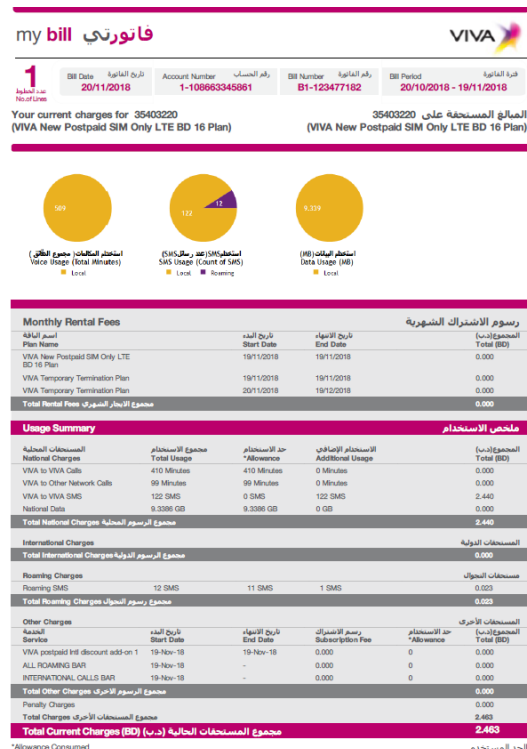 my bill فاتورتي
VIVA
1
عدد الخطوط
No.of Lines
Bill Date تاريخ الفاتورة
20/11/2018
Account Number رقم الحساب
1-108663345861
Bill Number رقم الفاتورة
B1-123477182
Bill Period فترة الفاتورة
20/10/2018 - 19/11/2018
Your current charges for 35403220
(VIVA New Postpaid SIM Only LTE BD 16 Plan)
المبالغ المستحقة على 35403220
(VIVA New Postpaid SIM Only LTE BD 16 Plan)
509
استخدام المكالمات( مجموع الدقائق )
Voice Usage (Total Minutes)
Local
12
122
SMS Usage (Count of SMS)
Local Roaming
9,339
استخدام البيانات(MB)
Data Usage (MB)
Local
Monthly Rental Fees رسوم الاشتراك الشهرية
اسم الباقة تاريخ البدء تاريخ الانتهاء المجموع(د.ب)
Plan Name Start Date End Date Total (BD)
VIVA New Postpaid SIM Only LTE 19/11/2018 19/11/2018 0.000
BD 16 Plan
VIVA Temporary Termination Plan 19/11/2018 19/11/2018 0.000
VIVA Temporary Termination Plan 20/11/2018 19/12/2018 0.000
Total Rental Fees مجموع الايجار الشهري 0.000
Usage Summary ملخص الاستخدام
المستحقات المحلية مجموع الاستخدام حد الاستخدام الاستخدام الإضافي المجموع(د.ب)
National Charges Total Usage *Allowance Additional Usage Total (BD)
VIVA to VIVA Calls 410 Minutes 410 Minutes 0 Minutes 0.000
VIVA to Other Network Calls 99 Minutes 99 Minutes 0 Minutes 0.000
VIVA to VIVA SMS 122 SMS 0 SMS 122 SMS 2.440
National Data 9.3386 GB 9.3386 GB 0 GB 0.000
Total National Charges مجموع الرسوم المحلية 2.440
International Charges المستحقات الدولية
Total International Charges مجموع الرسوم الدولية 0.000
Roaming Charges مستحقات التجوال
Roaming SMS 12 SMS 11 SMS 1 SMS 0.023
Total Roaming Charges مجموع رسوم التجوال 0.023
Other Charges المستحقات الأخرى
الخدمة تاريخ البدء تاريخ الانتهاء رسم الاشتراك حد الاستخدام المجموع(د.ب)
Service Start Date End Date Subscription Fee *Allowance Total (BD)
VIVA postpaid Intl discount add-on 1 19-Nov-18 19-Nov-18 0.000 0 0.000
ALL ROAMING BAR 19-Nov-18 - 0.000 0 0.000
INTERNATIONAL CALLS BAR 19-Nov-18 - 0.000 0 0.000
Total Other Charges مجموع الرسوم الاخرى 0.000
Penalty Charges 0.000
Total Charges مجموع المستحقات الأخرى 2.463
Total Current Charges (BD) مجموع المستحقات الحالية (د.ب) 2.463
*Allowance Consumed الحد المستخدم